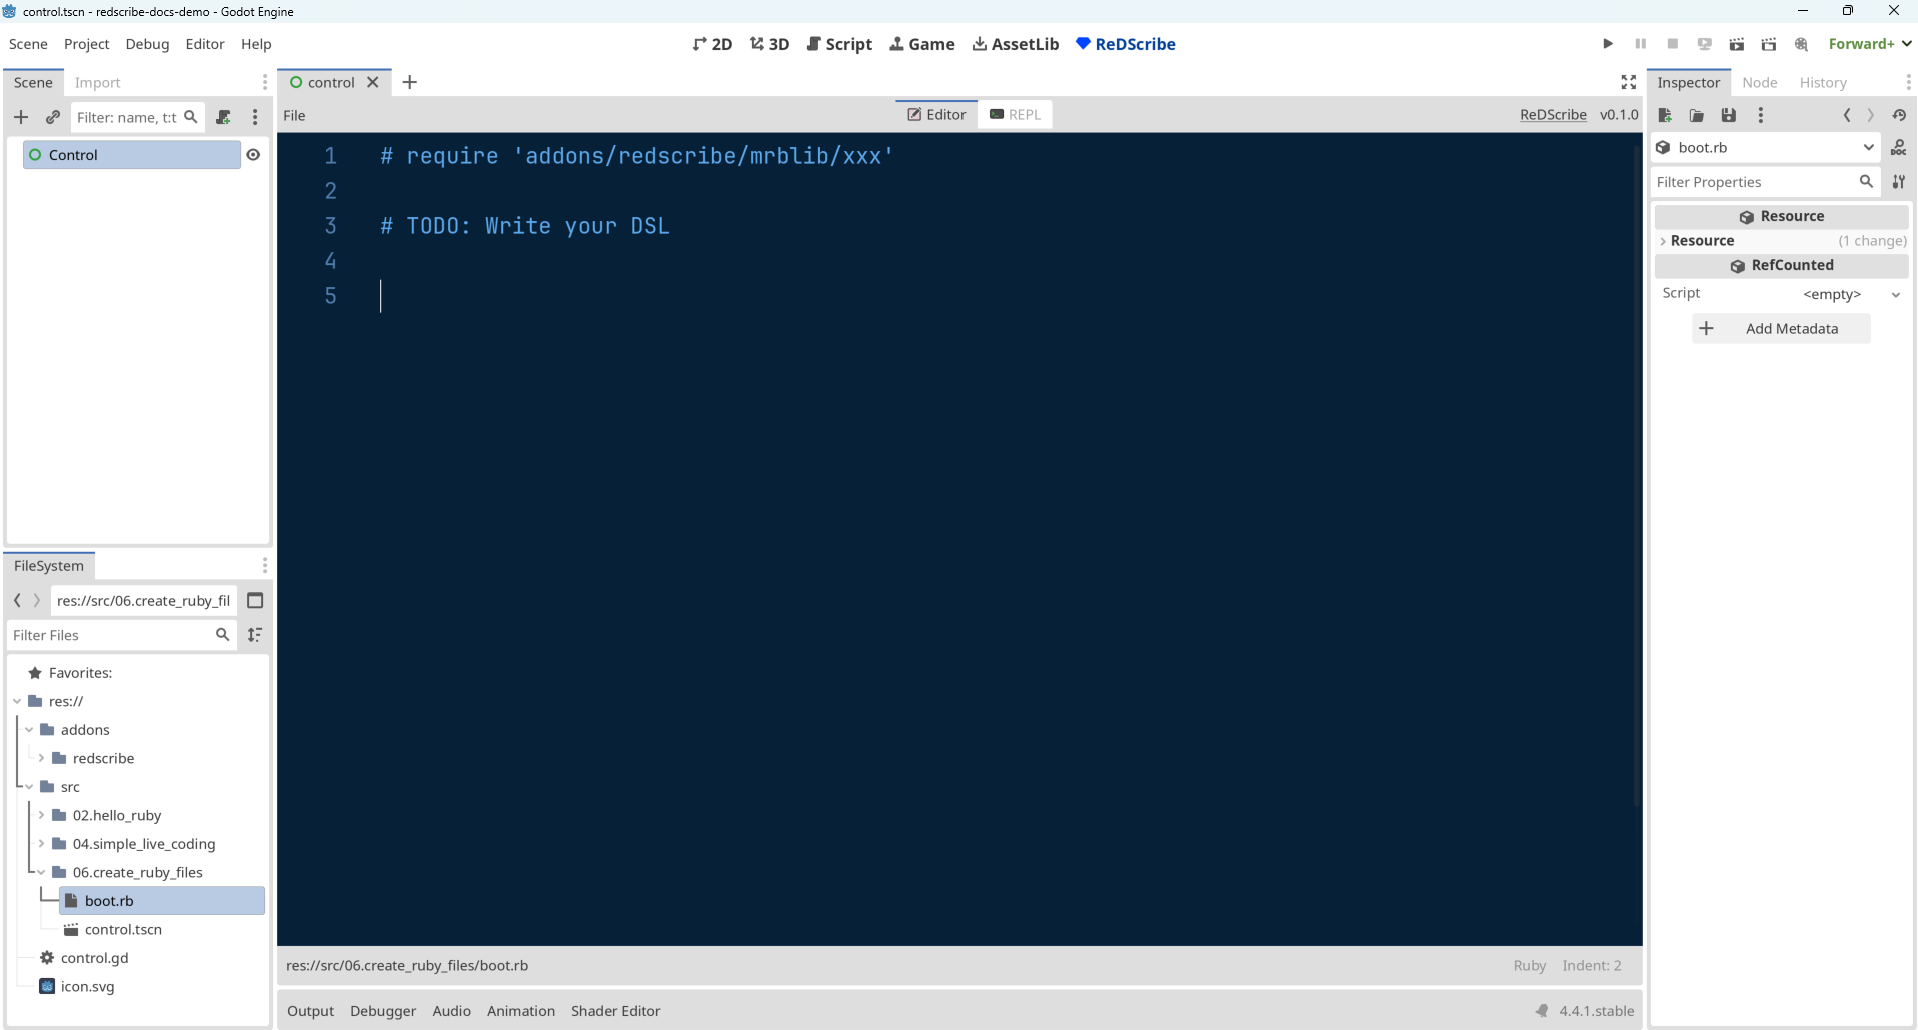 control.tscn - redscribe-docs-demo - Godot Engine
Scene Project Debug Editor Help
2D 3D Script Game AssetLib ReDScribe
Forward+
Scene Import
Filter: name, t:t
Control
FileSystem
res://src/06.create_ruby_fil
Filter Files
Favorites:
res://
addons
redscribe
src
02.hello_ruby
04.simple_live_coding
06.create_ruby_files
boot.rb
control.tscn
control.gd
icon.svg
control
File
Editor REPL
ReDScribe v0.1.0
1 # require 'addons/redscribe/mrblib/xxx'
2
3 # TODO: Write your DSL
4
5
res://src/06.create_ruby_files/boot.rb
Ruby Indent: 2
Output Debugger Audio Animation Shader Editor
4.4.1.stable
Inspector Node History
boot.rb
DOC
Filter Properties
Resource
Resource (1 change)
RefCounted
Script <empty>
Add Metadata